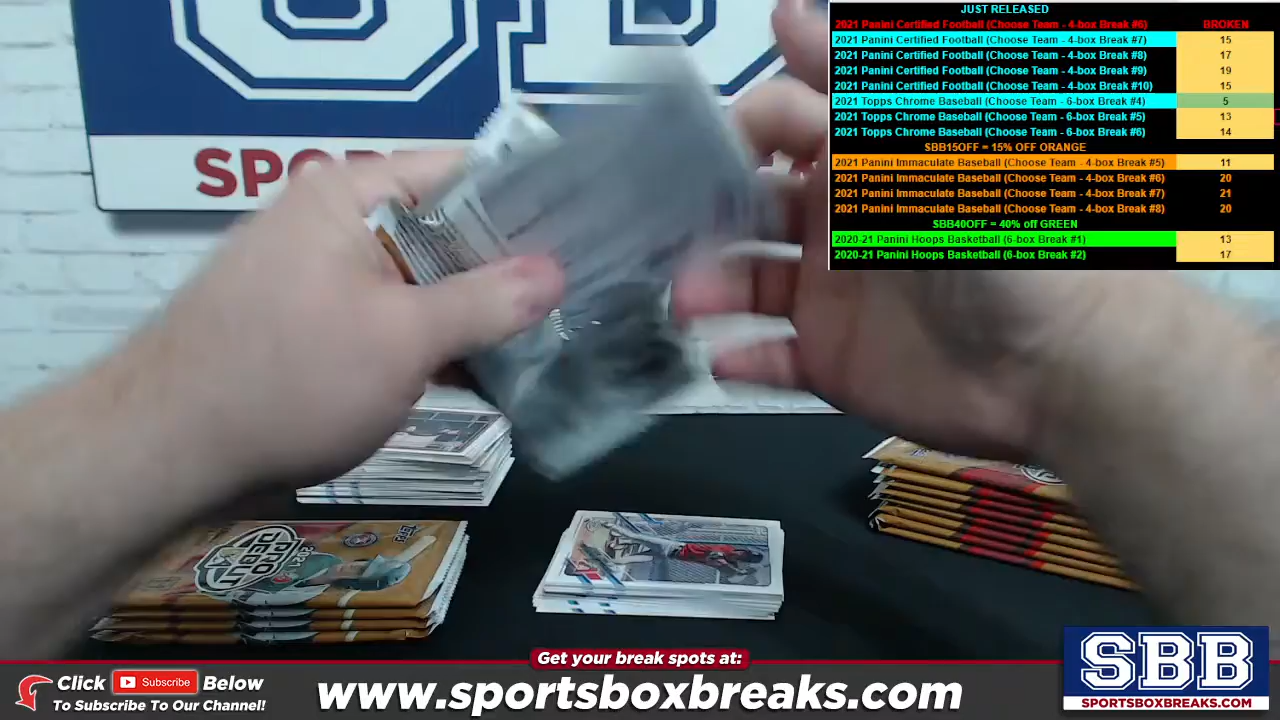 JUST RELEASED
2021 Panini Certified Football (Choose Team - 4-box Break #6) BROKEN
2021 Panini Certified Football (Choose Team - 4-box Break #7) 15
2021 Panini Certified Football (Choose Team - 4-box Break #8) 17
2021 Panini Certified Football (Choose Team - 4-box Break #9) 19
2021 Panini Certified Football (Choose Team - 4-box Break #10) 15
2021 Topps Chrome Baseball (Choose Team - 6-box Break #4) 5
2021 Topps Chrome Baseball (Choose Team - 6-box Break #5) 13
2021 Topps Chrome Baseball (Choose Team - 6-box Break #6) 14
SBB15OFF = 15% OFF ORANGE
2021 Panini Immaculate Baseball (Choose Team - 4-box Break #5) 11
2021 Panini Immaculate Baseball (Choose Team - 4-box Break #6) 20
2021 Panini Immaculate Baseball (Choose Team - 4-box Break #7) 21
2021 Panini Immaculate Baseball (Choose Team - 4-box Break #8) 20
SBB40OFF = 40% off GREEN
2020-21 Panini Hoops Basketball (6-box Break #1) 13
2020-21 Panini Hoops Basketball (6-box Break #2) 17
SPO
topps
2021
PRO
DEBUT
Get your break spots at:
Click Subscribe Below
To Subscribe To Our Channel!
www.sportsboxbreaks.com
SBB
SPORTSBOXBREAKS.COM